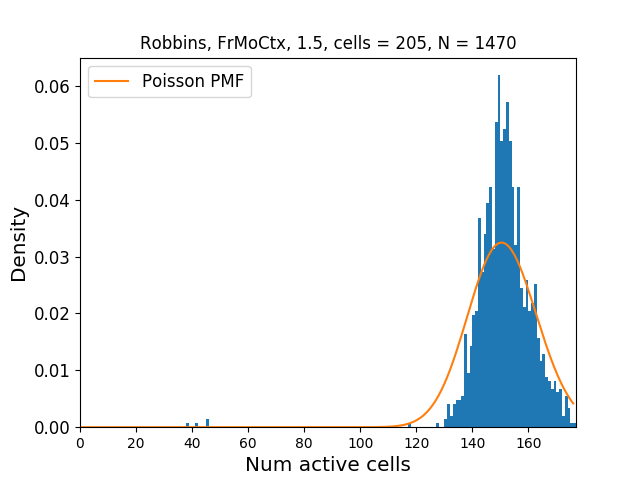 Robbins, FrMoCtx, 1.5, cells = 205, N = 1470
Poisson PMF
0.06
0.05
0.04
0.03
0.02
0.01
0.00
Density
0 20 40 60 80 100 120 140 160
Num active cells